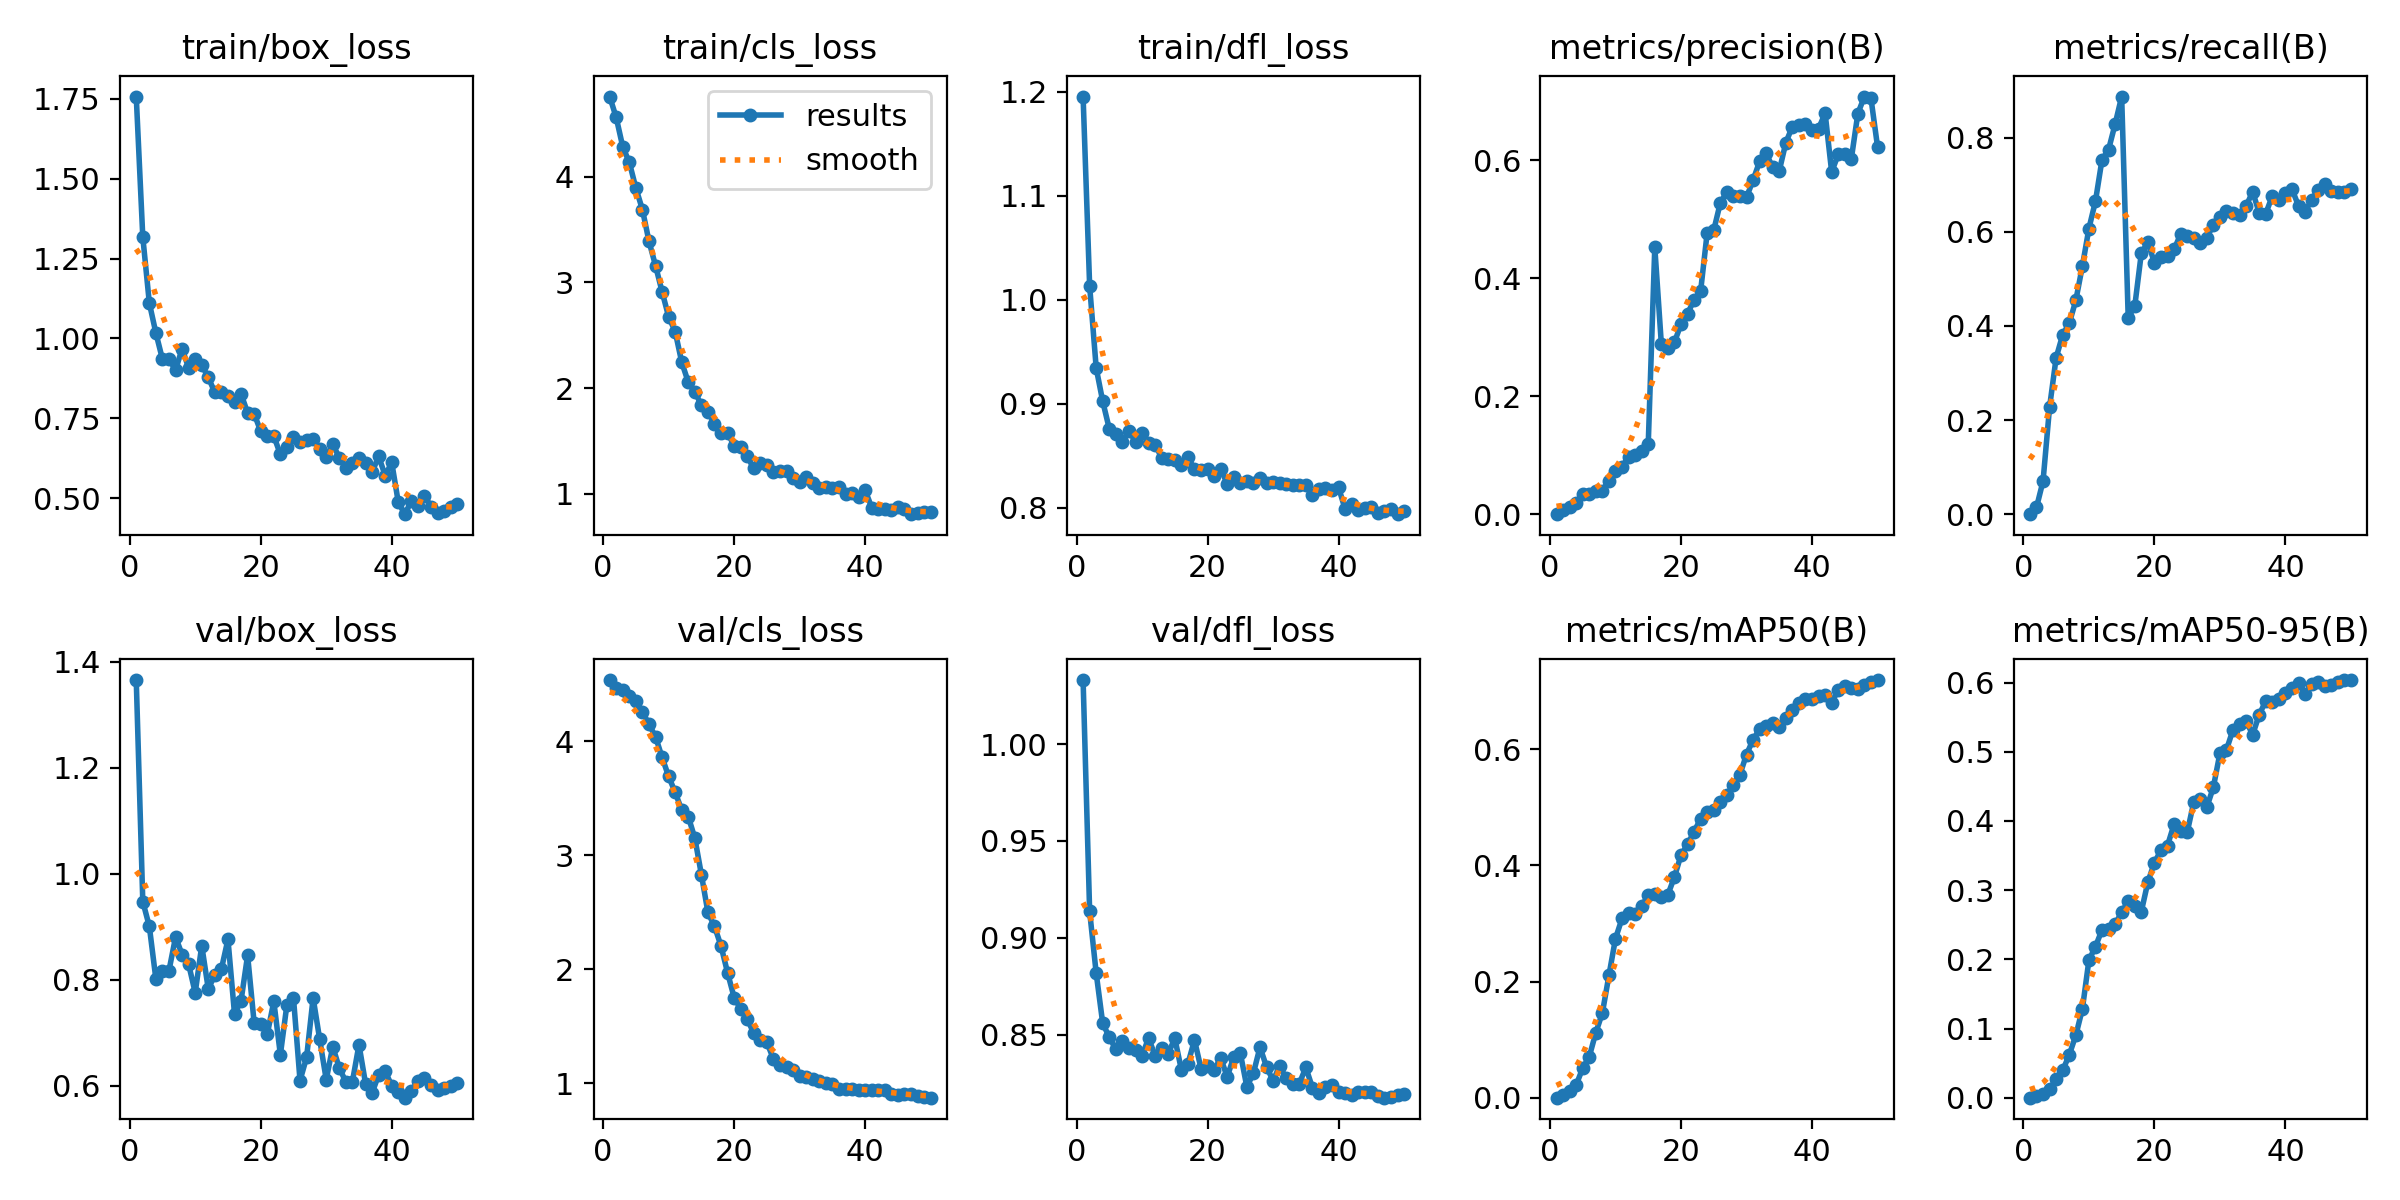 train/box_loss
1.75
1.50
1.25
1.00
0.75
0.50
0 20 40
train/cls_loss
results
smooth
4
3
2
1
0 20 40
train/dfl_loss
1.2
1.1
1.0
0.9
0.8
0 20 40
metrics/precision(B)
0.6
0.4
0.2
0.0
0 20 40
metrics/recall(B)
0.8
0.6
0.4
0.2
0.0
0 20 40
val/box_loss
1.4
1.2
1.0
0.8
0.6
0 20 40
val/cls_loss
4
3
2
1
0 20 40
val/dfl_loss
1.00
0.95
0.90
0.85
0 20 40
metrics/mAP50(B)
0.6
0.4
0.2
0.0
0 20 40
metrics/mAP50-95(B)
0.6
0.5
0.4
0.3
0.2
0.1
0.0
0 20 40